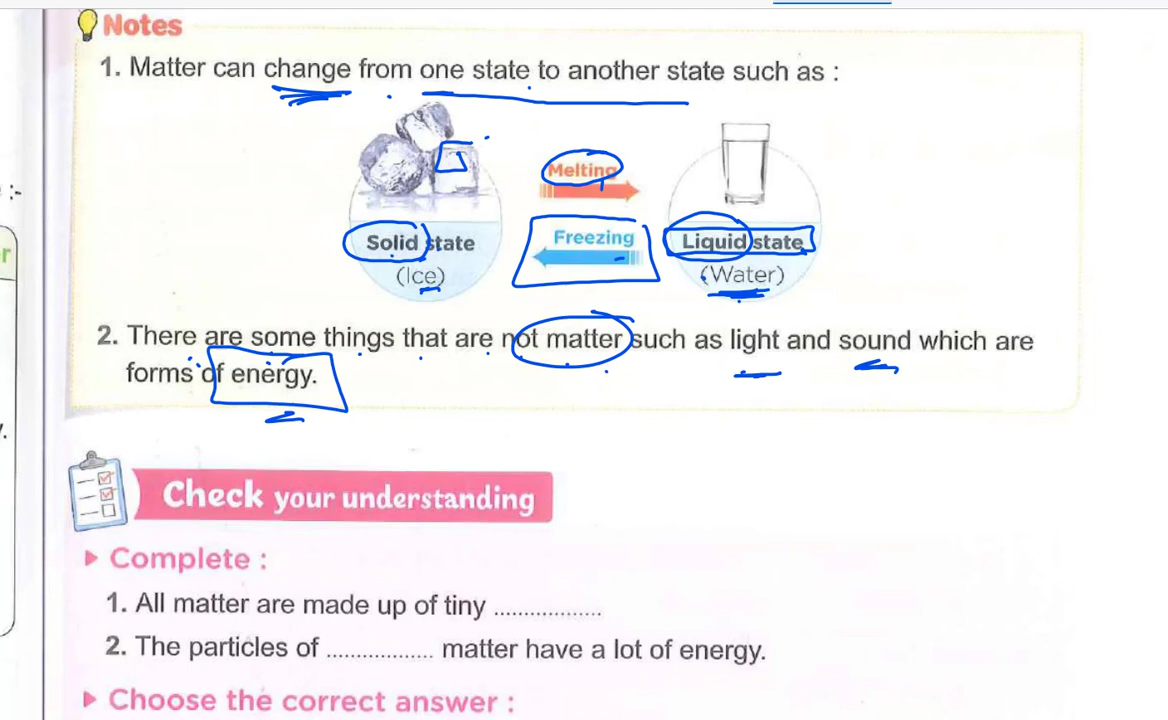 Notes
1. Matter can change from one state to another state such as :
Melting
Freezing
Solid state
(Ice)
Liquid state
(Water)
2. There are some things that are not matter such as light and sound which are
forms of energy.
Check your understanding
Complete :
1. All matter are made up of tiny ..................
2. The particles of .................. matter have a lot of energy.
Choose the correct answer :